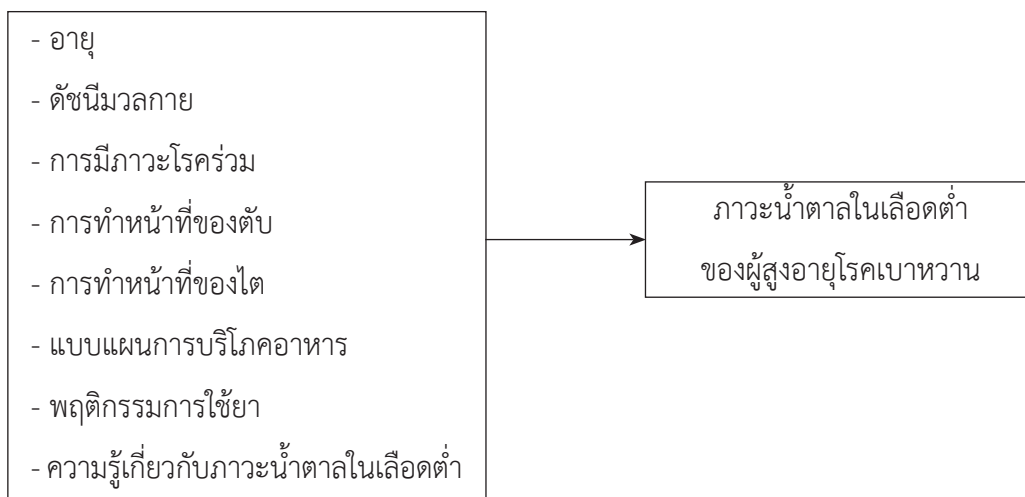 - อายุ
- ดัชนีมวลกาย
- การมีภาวะโรคร่วม
- การทำหน้าที่ของตับ
- การทำหน้าที่ของไต
- แบบแผนการบริโภคอาหาร
- พฤติกรรมการใช้ยา
- ความรู้เกี่ยวกับภาวะน้ำตาลในเลือดต่ำ
ภาวะน้ำตาลในเลือดต่ำ
ของผู้สูงอายุโรคเบาหวาน